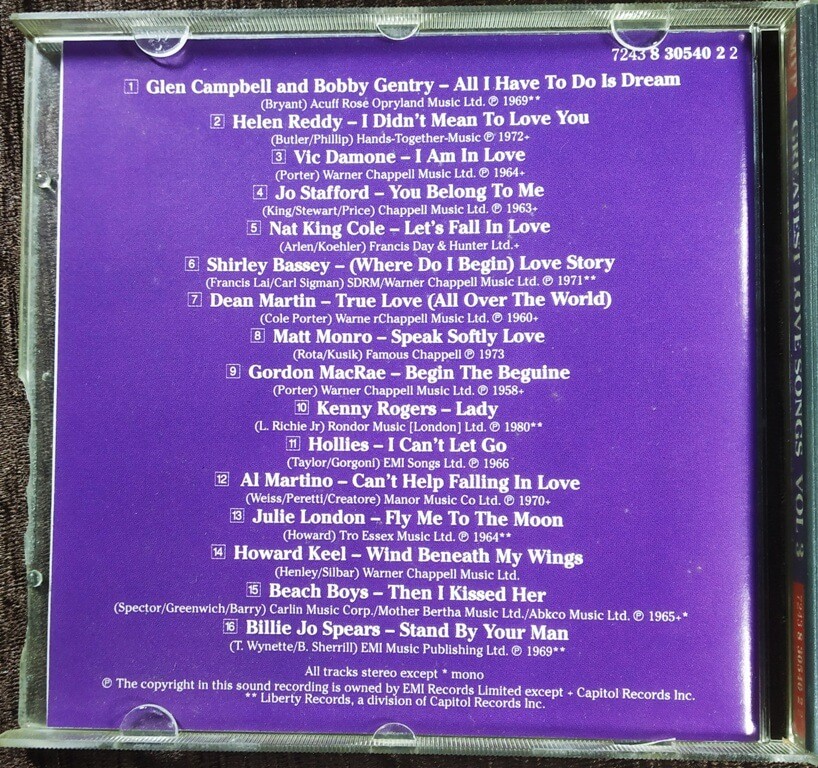 7243 8 30540 2 2
1 Glen Campbell and Bobby Gentry – All I Have To Do Is Dream
(Bryant) Acuff Rose Opryland Music Ltd. ℗ 1969**
2 Helen Reddy – I Didn't Mean To Love You
(Butler/Phillip) Hands-Together-Music ℗ 1972+
3 Vic Damone – I Am In Love
(Porter) Warner Chappell Music Ltd. ℗ 1964+
4 Jo Stafford – You Belong To Me
(King/Stewart/Price) Chappell Music Ltd. ℗ 1963+
5 Nat King Cole – Let's Fall In Love
(Arlen/Koehler) Francis Day & Hunter Ltd.+
6 Shirley Bassey – (Where Do I Begin) Love Story
(Francis Lai/Carl Sigman) SDRM/Warner Chappell Music Ltd. ℗ 1971**
7 Dean Martin – True Love (All Over The World)
(Cole Porter) Warne rChappell Music Ltd. ℗ 1960+
8 Matt Monro – Speak Softly Love
(Rota/Kusik) Famous Chappell ℗ 1973
9 Gordon MacRae – Begin The Beguine
(Porter) Warner Chappell Music Ltd. ℗ 1958+
10 Kenny Rogers – Lady
(L. Richie Jr) Rondor Music [London] Ltd. ℗ 1980**
11 Hollies – I Can't Let Go
(Taylor/Gorgoni) EMI Songs Ltd. ℗ 1966
12 Al Martino – Can't Help Falling In Love
(Weiss/Peretti/Creatore) Manor Music Co Ltd. ℗ 1970+
13 Julie London – Fly Me To The Moon
(Howard) Tro Essex Music Ltd. ℗ 1964**
14 Howard Keel – Wind Beneath My Wings
(Henley/Silbar) Warner Chappell Music Ltd.
15 Beach Boys – Then I Kissed Her
(Spector/Greenwich/Barry) Carlin Music Corp./Mother Bertha Music Ltd./Abkco Music Ltd. ℗ 1965+*
16 Billie Jo Spears – Stand By Your Man
(T. Wynette/B. Sherrill) EMI Music Publishing Ltd. ℗ 1969**
All tracks stereo except * mono
℗ The copyright in this sound recording is owned by EMI Records Limited except + Capitol Records Inc.
** Liberty Records, a division of Capitol Records Inc.
GREATEST LOVE SONGS VOL 3
7243 8 30540 2